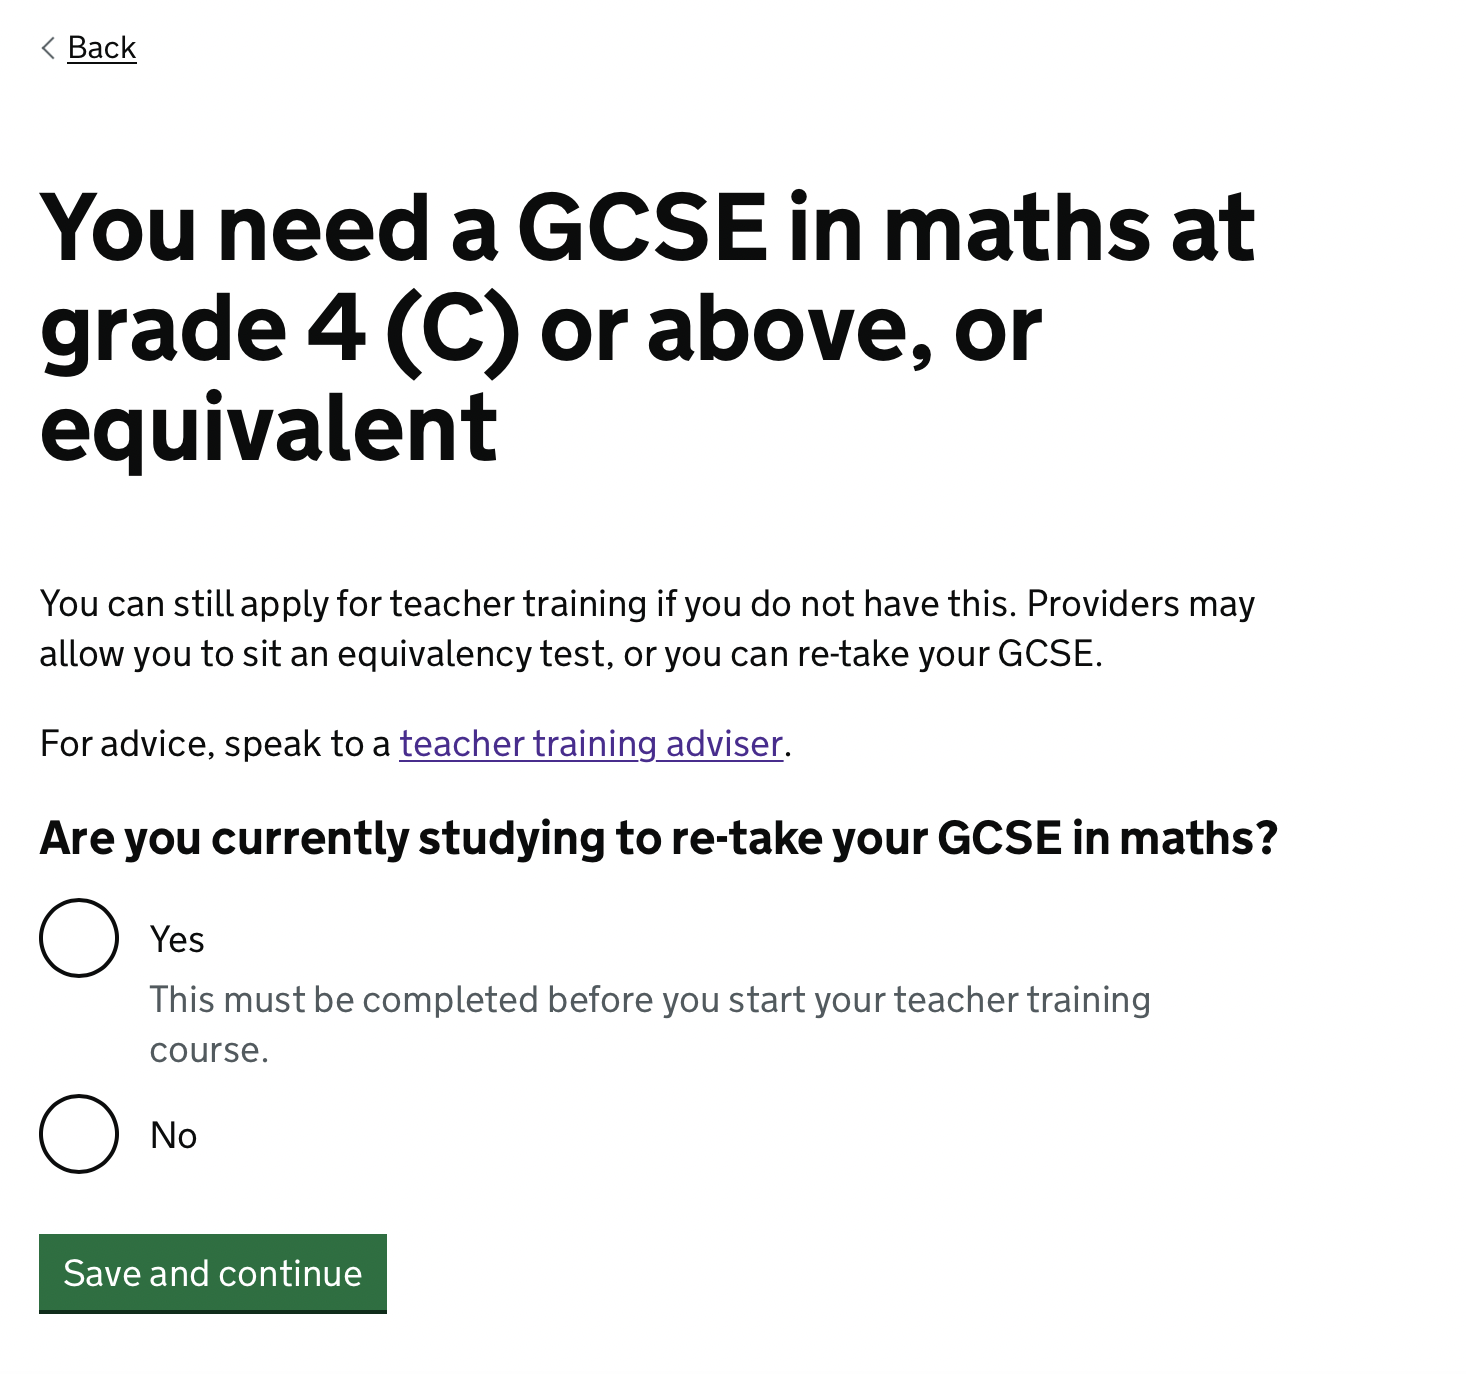 Back
You need a GCSE in maths at
grade 4 (C) or above, or
equivalent
You can still apply for teacher training if you do not have this. Providers may
allow you to sit an equivalency test, or you can re-take your GCSE.
For advice, speak to a teacher training adviser.
Are you currently studying to re-take your GCSE in maths?
Yes
This must be completed before you start your teacher training
course.
No
Save and continue